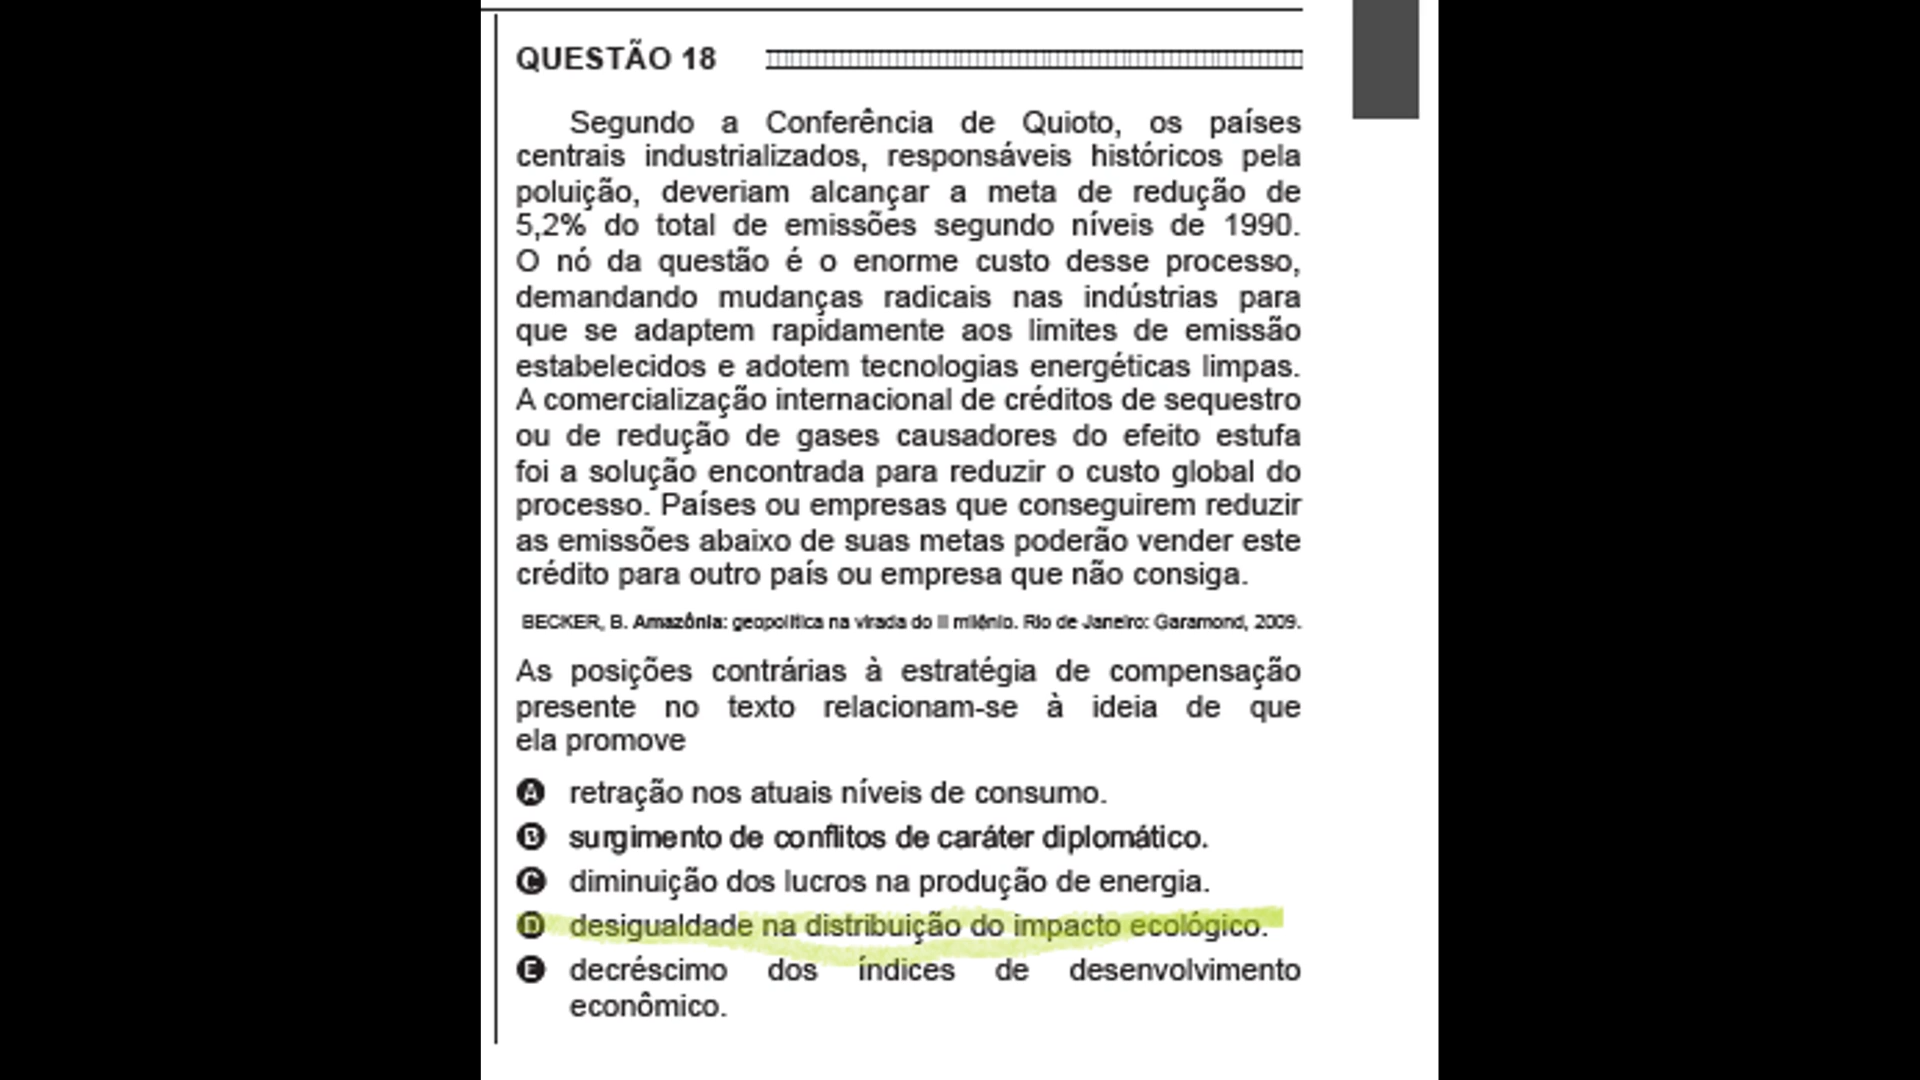 QUESTÃO 18
Segundo a Conferência de Quioto, os países
centrais industrializados, responsáveis históricos pela
poluição, deveriam alcançar a meta de redução de
5,2% do total de emissões segundo níveis de 1990.
O nó da questão é o enorme custo desse processo,
demandando mudanças radicais nas indústrias para
que se adaptem rapidamente aos limites de emissão
estabelecidos e adotem tecnologias energéticas limpas.
A comercialização internacional de créditos de sequestro
ou de redução de gases causadores do efeito estufa
foi a solução encontrada para reduzir o custo global do
processo. Países ou empresas que conseguirem reduzir
as emissões abaixo de suas metas poderão vender este
crédito para outro país ou empresa que não consiga.
BECKER, B. Amazônia: geopolítica na virada do II milênio. Rio de Janeiro: Garamond, 2009.
As posições contrárias à estratégia de compensação
presente no texto relacionam-se à ideia de que
ela promove
A retração nos atuais níveis de consumo.
B surgimento de conflitos de caráter diplomático.
C diminuição dos lucros na produção de energia.
D desigualdade na distribuição do impacto ecológico.
E decréscimo dos índices de desenvolvimento
econômico.